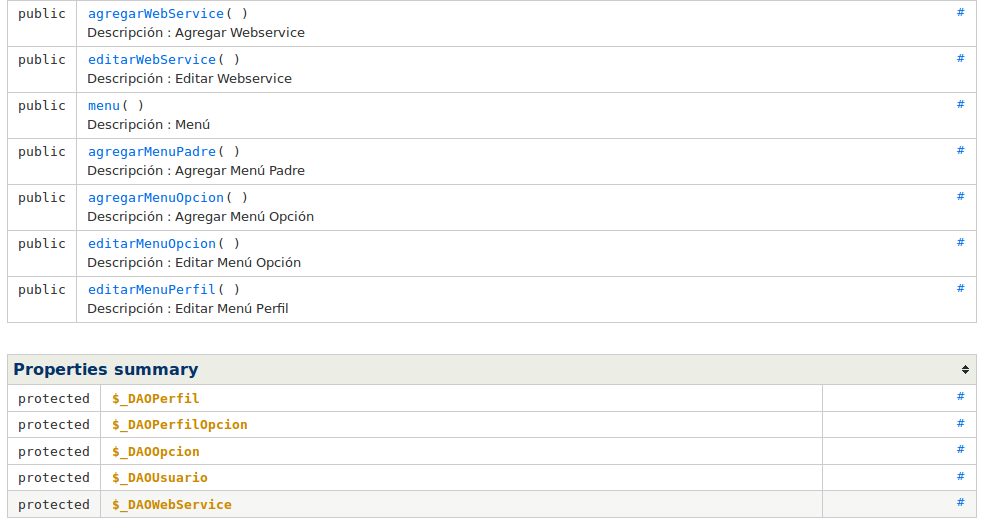 public agregarWebService( ) #
Descripción : Agregar Webservice
public editarWebService( ) #
Descripción : Editar Webservice
public menu( ) #
Descripción : Menú
public agregarMenuPadre( ) #
Descripción : Agregar Menú Padre
public agregarMenuOpcion( ) #
Descripción : Agregar Menú Opción
public editarMenuOpcion( ) #
Descripción : Editar Menú Opción
public editarMenuPerfil( ) #
Descripción : Editar Menú Perfil
Properties summary
protected $_DAOPerfil #
protected $_DAOPerfilOpcion #
protected $_DAOOpcion #
protected $_DAOUsuario #
protected $_DAOWebService #